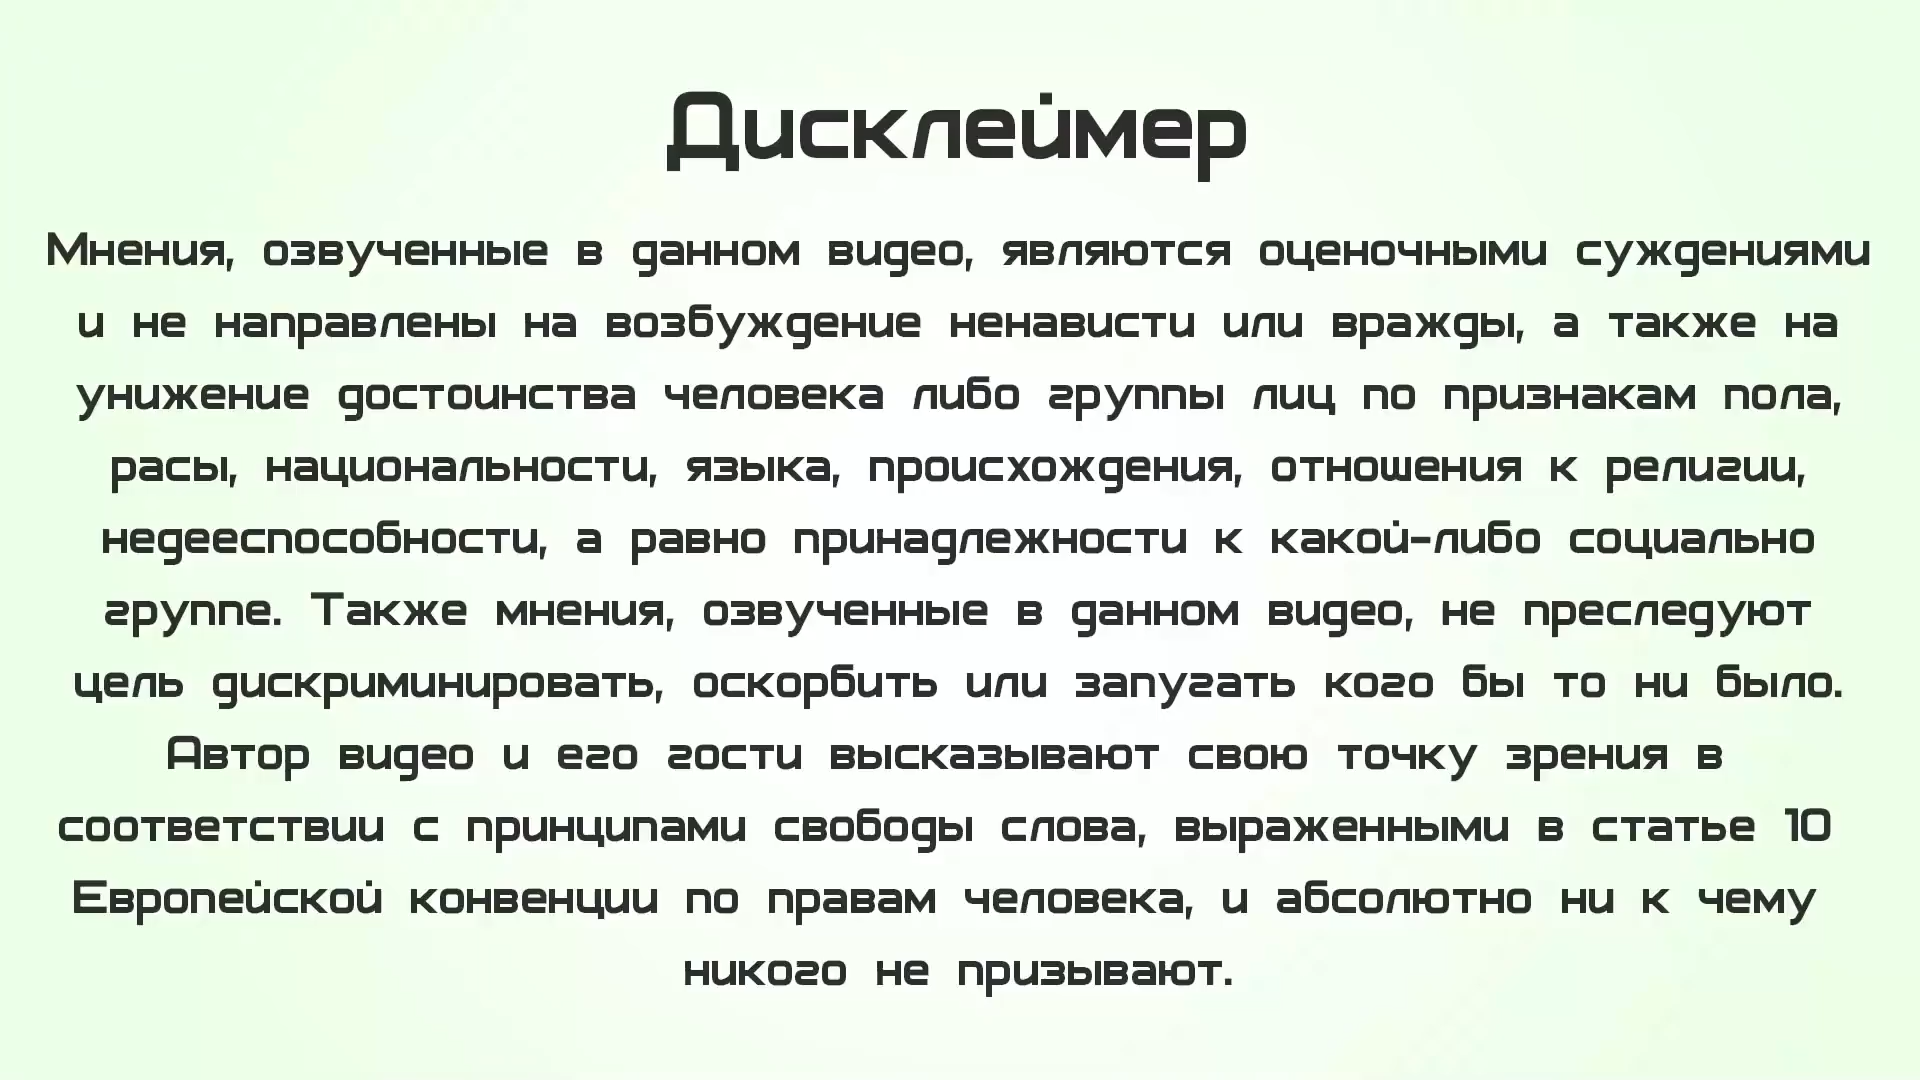 Дисклеймер
Мнения, озвученные в данном видео, являются оценочными суждениями
и не направлены на возбуждение ненависти или вражды, а также на
унижение достоинства человека либо группы лиц по признакам пола,
расы, национальности, языка, происхождения, отношения к религии,
недееспособности, а равно принадлежности к какой-либо социально
группе. Также мнения, озвученные в данном видео, не преследуют
цель дискриминировать, оскорбить или запугать кого бы то ни было.
Автор видео и его гости высказывают свою точку зрения в
соответствии с принципами свободы слова, выраженными в статье 10
Европейской конвенции по правам человека, и абсолютно ни к чему
никого не призывают.